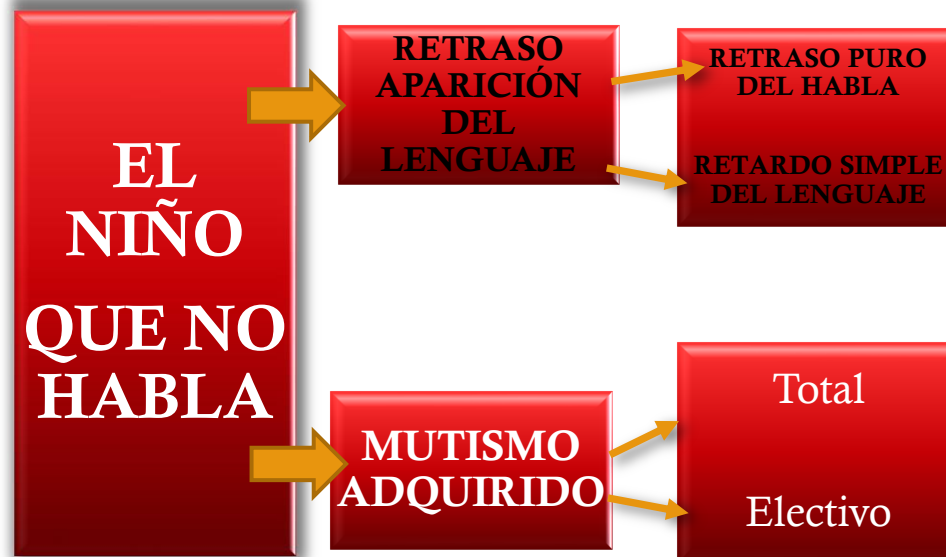 EL
NIÑO
QUE NO
HABLA
RETRASO
APARICIÓN
DEL
LENGUAJE
RETRASO PURO
DEL HABLA
RETARDO SIMPLE
DEL LENGUAJE
MUTISMO
ADQUIRIDO
Total
Electivo